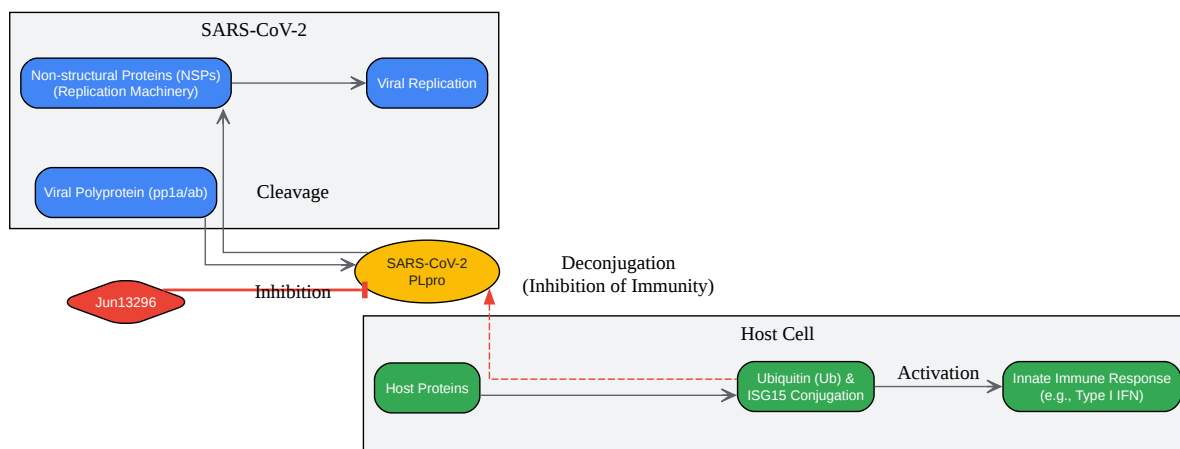 SARS-CoV-2
Non-structural Proteins (NSPs)
(Replication Machinery)
Viral Replication
Viral Polyprotein (pp1a/ab)
Cleavage
SARS-CoV-2
PLpro
Deconjugation
(Inhibition of Immunity)
Jun13296
Inhibition
Host Cell
Host Proteins
Ubiquitin (Ub) &
ISG15 Conjugation
Activation
Innate Immune Response
(e.g., Type I IFN)